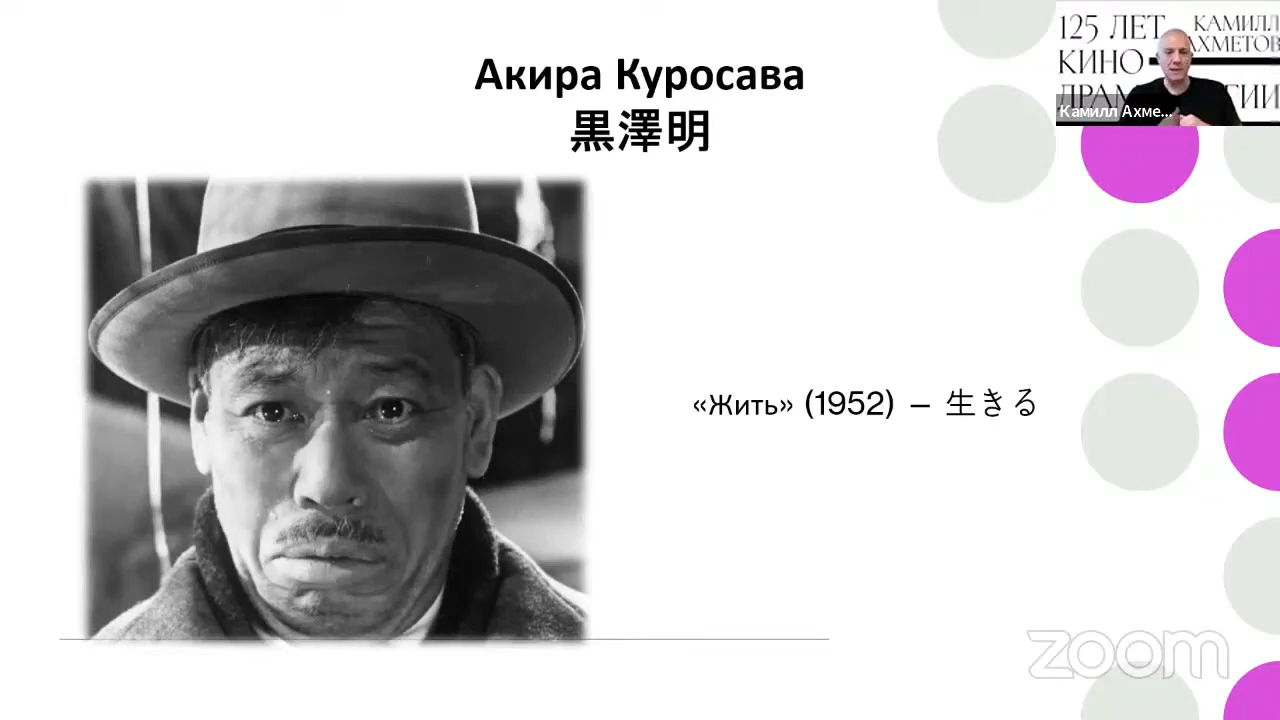 Акира Куросава
黒澤明
«Жить» (1952) – 生きる
125 ЛЕТ
КИНО
КАМИЛЛ
АХМЕТОВ
Камилл Ахме...
zoom